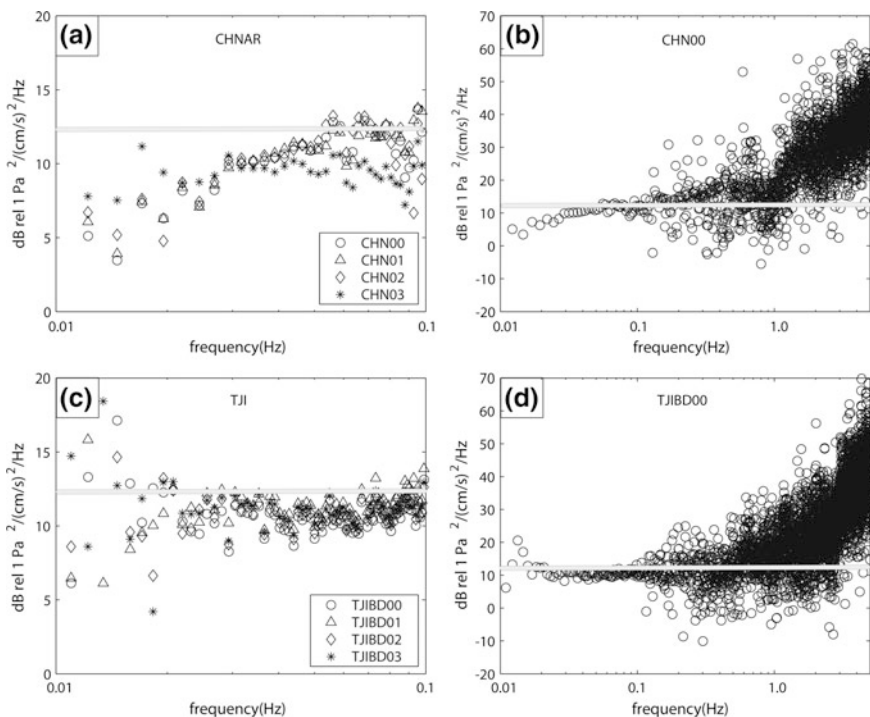 (a)
CHNAR
20
15
10
5
0
dB rel 1 Pa ²/(cm/s) ²/Hz
CHN00
CHN01
CHN02
CHN03
0.01
0.1
frequency(Hz)
(b)
CHN00
70
60
50
40
30
20
10
0
-10
-20
dB rel 1 Pa ²/(cm/s) ²/Hz
0.01
0.1
1.0
frequency(Hz)
(c)
TJI
20
15
10
5
0
dB rel 1 Pa ²/(cm/s) ²/Hz
TJIBD00
TJIBD01
TJIBD02
TJIBD03
0.01
0.1
frequency(Hz)
(d)
TJIBD00
70
60
50
40
30
20
10
0
-10
-20
dB rel 1 Pa ²/(cm/s) ²/Hz
0.01
0.1
1.0
frequency(Hz)